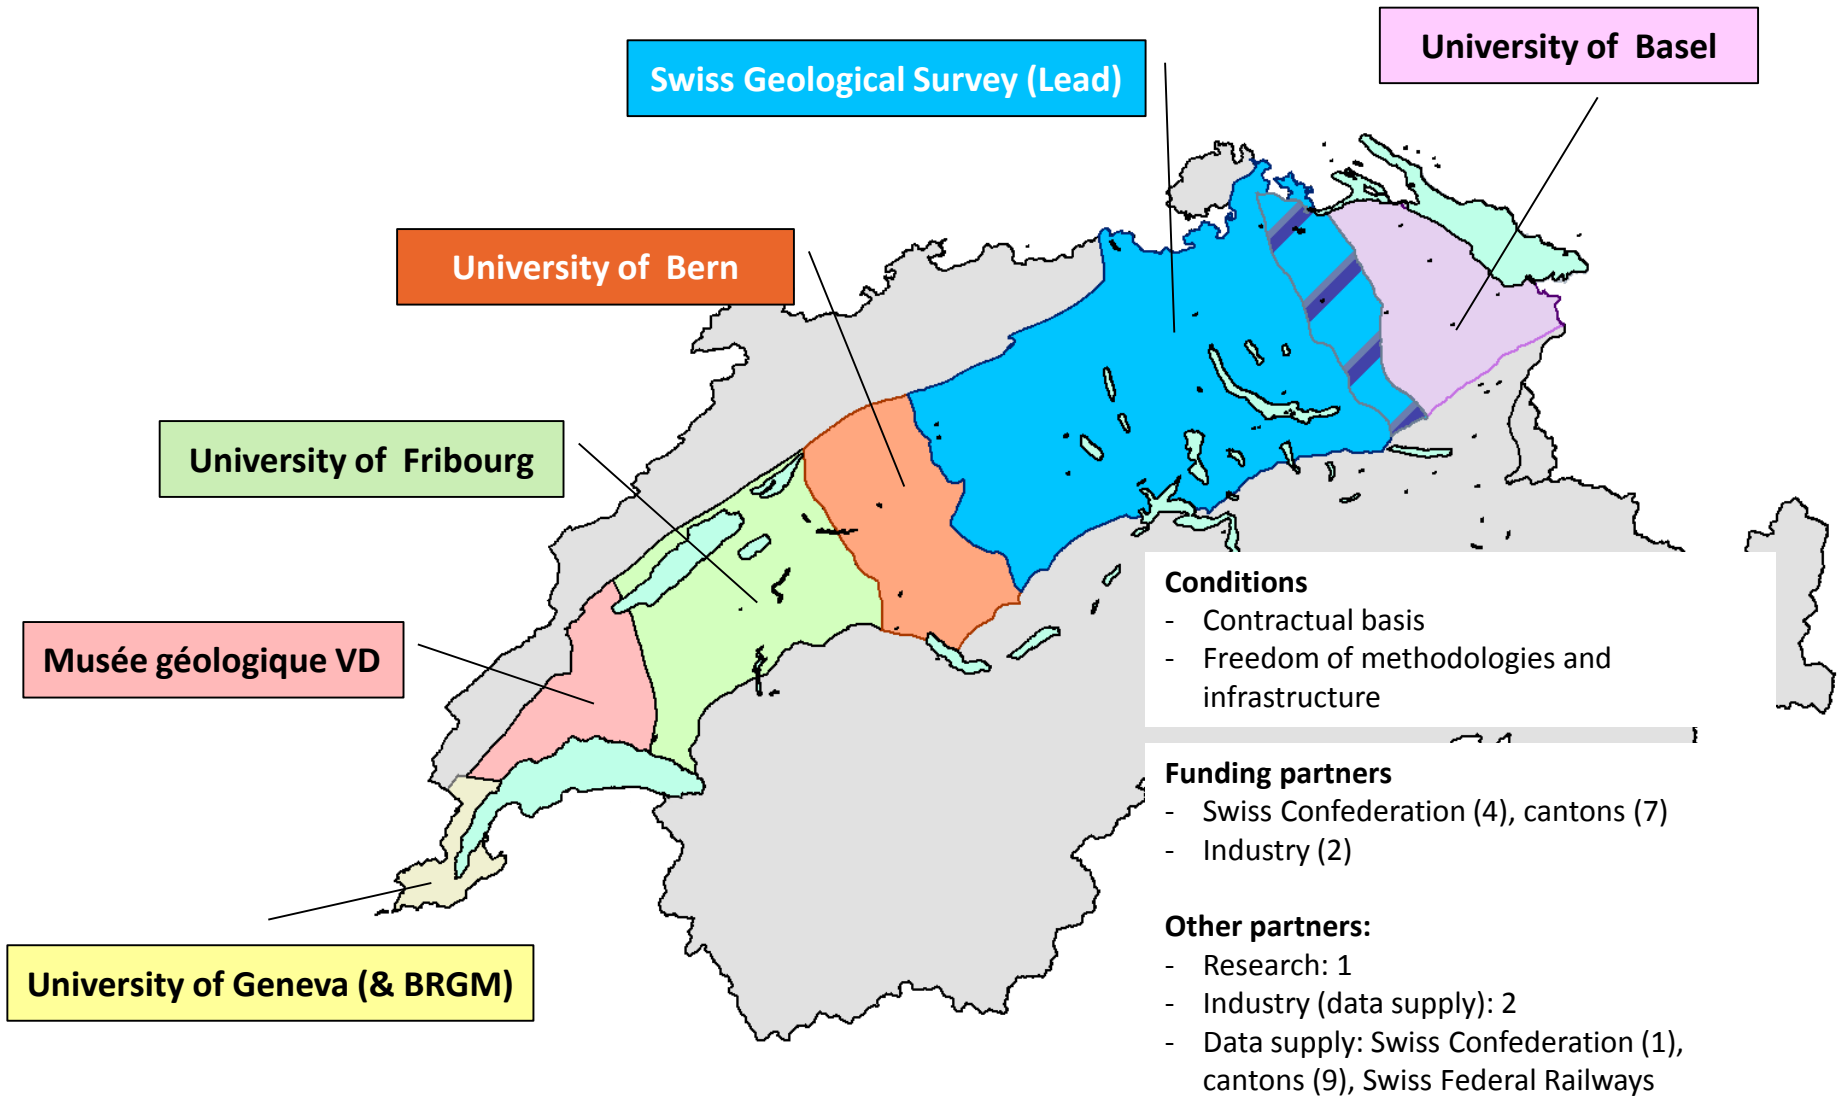 University of  Basel
Swiss Geological Survey (Lead)
University of  Bern
University of  Fribourg
Musée géologique VD
University of Geneva (& BRGM)
Conditions
- Contractual basis
- Freedom of methodologies and
infrastructure
Funding partners
- Swiss Confederation (4), cantons (7)
- Industry (2)
Other partners:
- Research: 1
- Industry (data supply): 2
- Data supply: Swiss Confederation (1),
cantons (9), Swiss Federal Railways